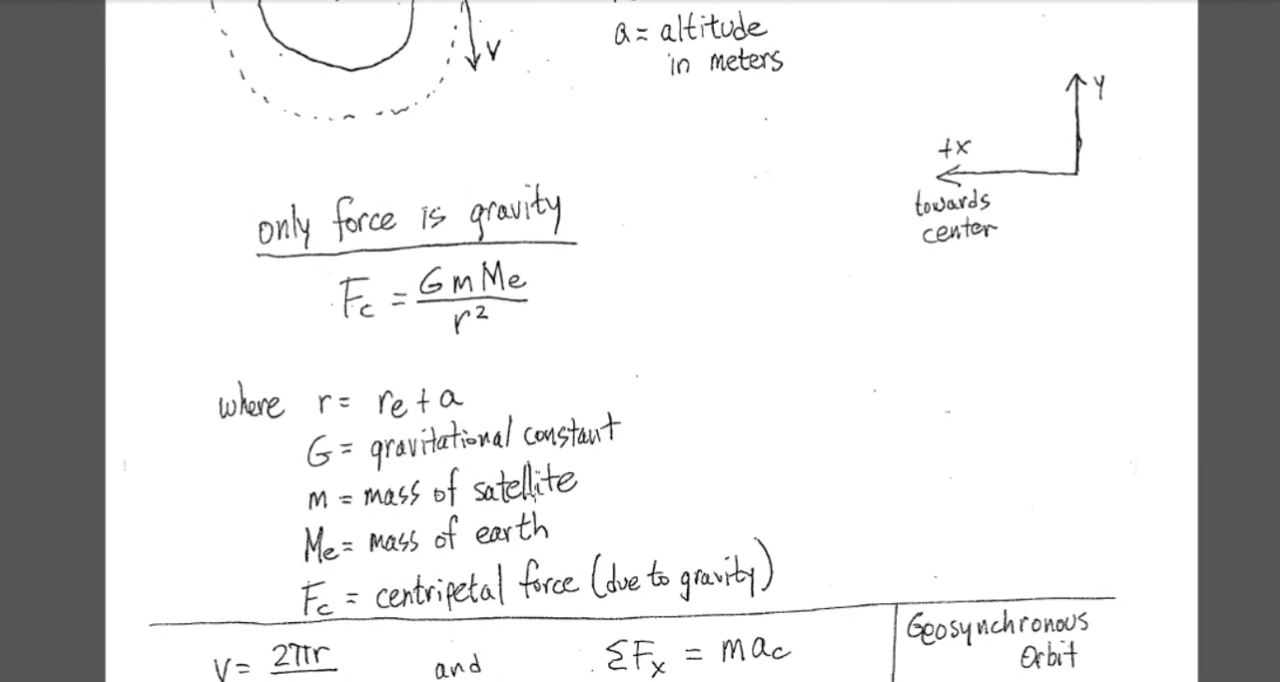 V
a = altitude
in meters
Y
+x
towards
center
only force is gravity
Fc = GmMe
r²
where r = re + a
G = gravitational constant
m = mass of satellite
Me = mass of earth
Fc = centripetal force (due to gravity)
Geosynchronous
Orbit
V = 2πr and ΣFx = mac